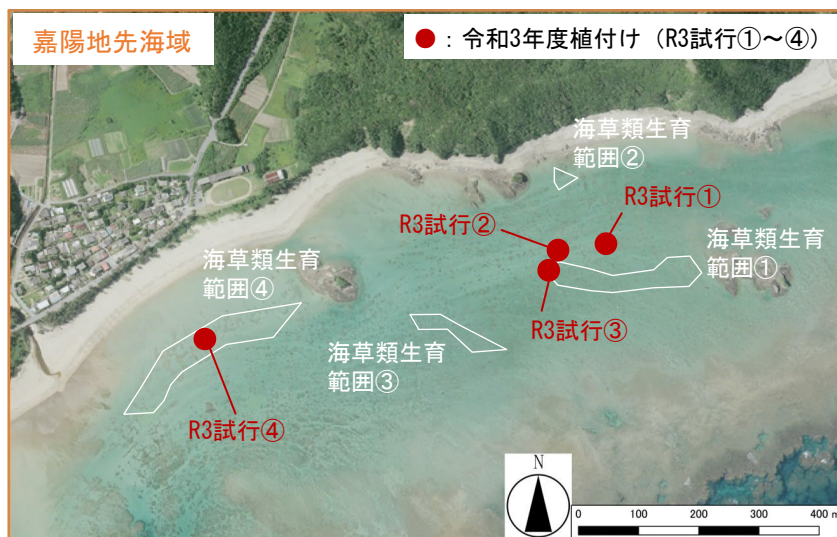 嘉陽地先海域
●：令和3年度植付け（R3試行①～④）
海草類生育
範囲②
R3試行①
R3試行②
海草類生育
範囲①
海草類生育
範囲④
R3試行③
海草類生育
範囲③
R3試行④
N
0 100 200 300 400 m